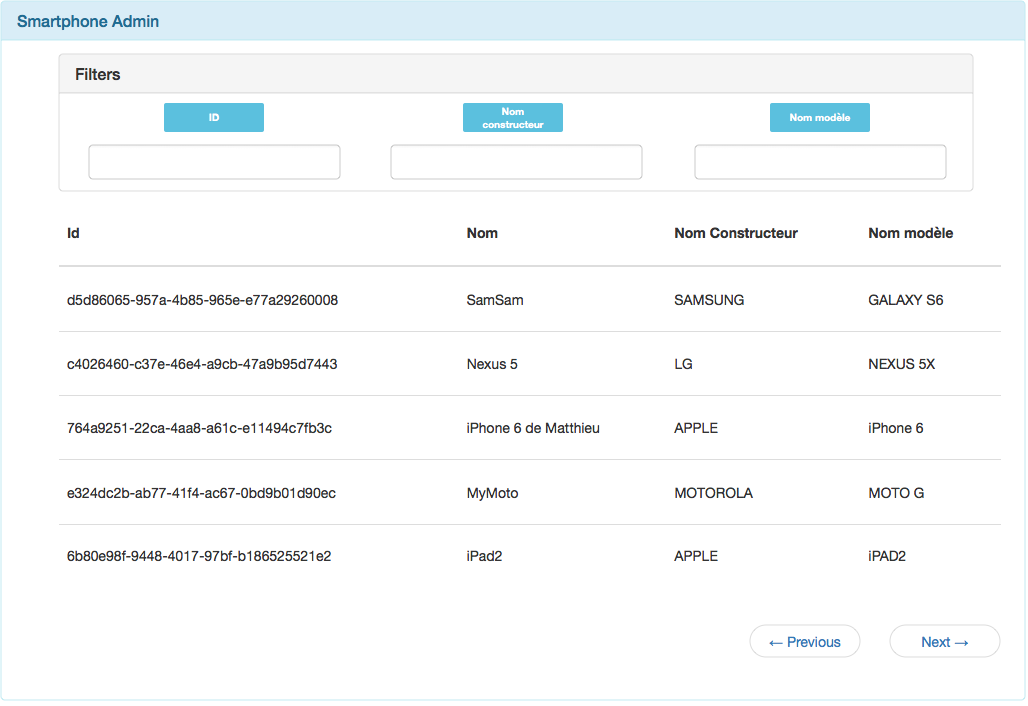 Smartphone Admin
Filters
ID
Nom constructeur
Nom modèle
Id Nom Nom Constructeur Nom modèle
d5d86065-957a-4b85-965e-e77a29260008 SamSam SAMSUNG GALAXY S6
c4026460-c37e-46e4-a9cb-47a9b95d7443 Nexus 5 LG NEXUS 5X
764a9251-22ca-4aa8-a61c-e11494c7fb3c iPhone 6 de Matthieu APPLE iPhone 6
e324dc2b-ab77-41f4-ac67-0bd9b01d90ec MyMoto MOTOROLA MOTO G
6b80e98f-9448-4017-97bf-b186525521e2 iPad2 APPLE iPAD2
← Previous Next →